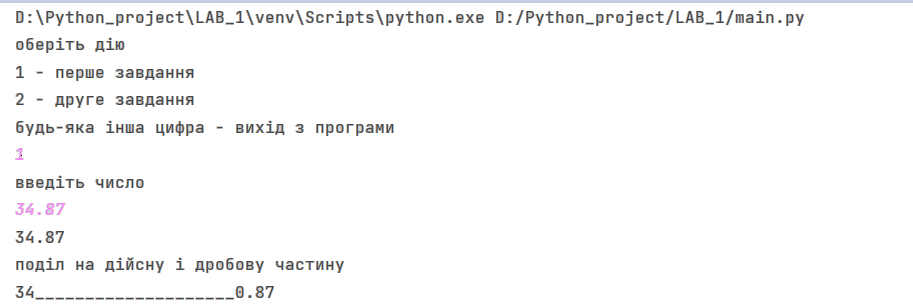 D:\Python_project\LAB_1\venv\Scripts\python.exe D:/Python_project/LAB_1/main.py
оберіть дію
1 - перше завдання
2 - друге завдання
будь-яка інша цифра - вихід з програми
1
введіть число
34.87
34.87
поділ на дійсну і дробову частину
34____________________0.87